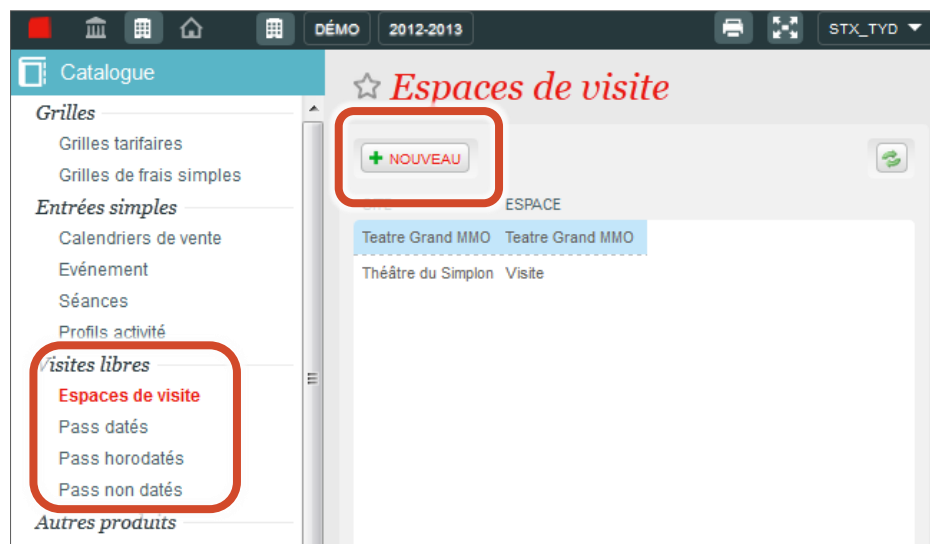 DÉMO 2012-2013 STX_TYD
Catalogue
Grilles
Grilles tarifaires
Grilles de frais simples
Entrées simples
Calendriers de vente
Evénement
Séances
Profils activité
Visites libres
Espaces de visite
Pass datés
Pass horodatés
Pass non datés
Autres produits
Espaces de visite
NOUVEAU
ESPACE
Teatre Grand MMO Teatre Grand MMO
Théâtre du Simplon Visite